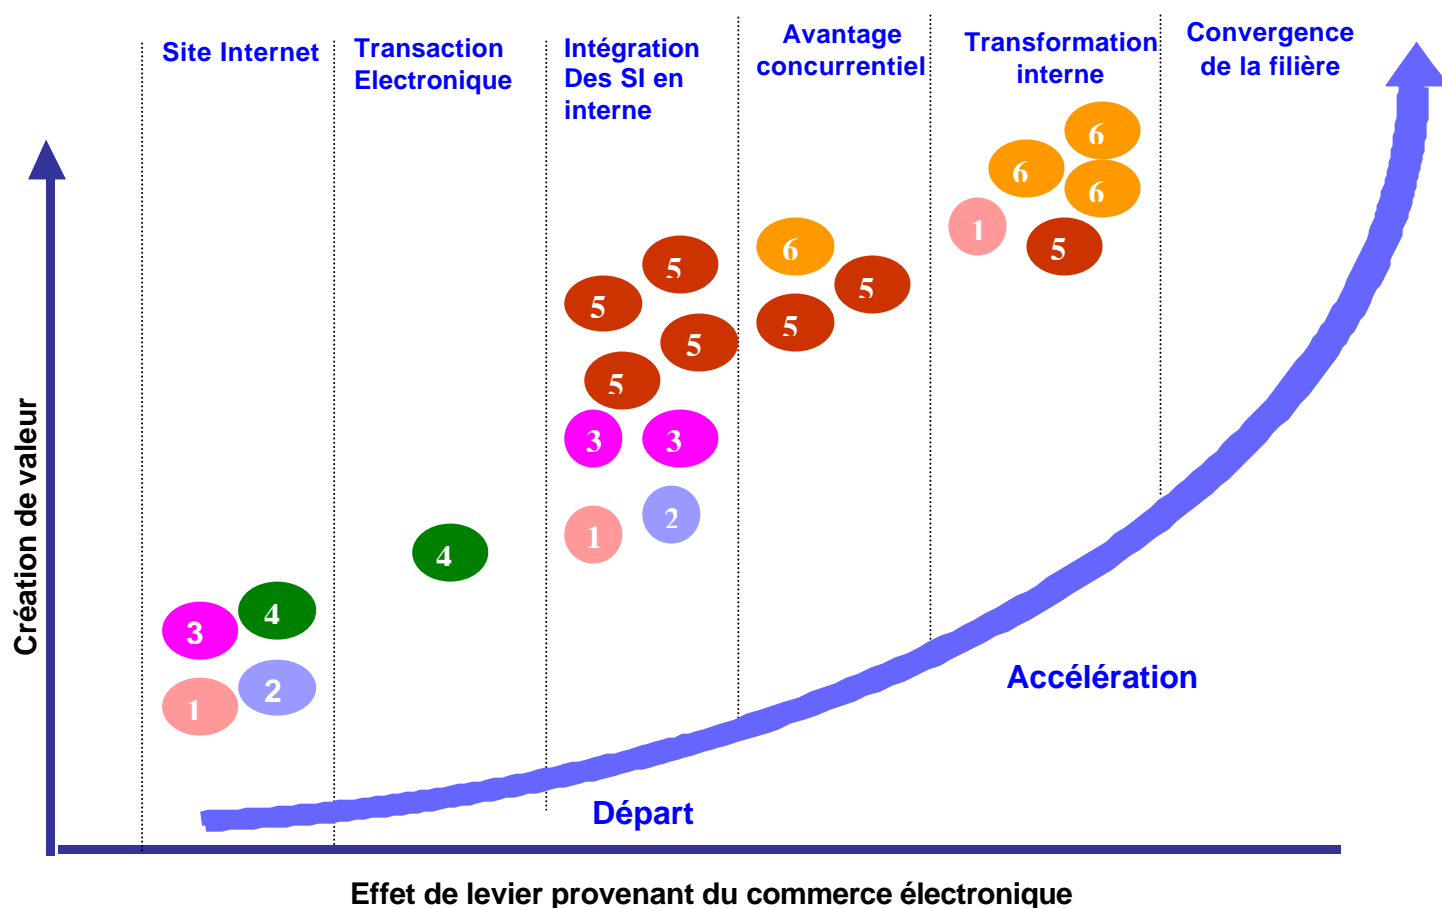 Site Internet
Transaction
Electronique
Intégration
Des SI en
interne
Avantage
concurrentiel
Transformation
interne
Convergence
de la filière
6
6
6
6
1
5
5
5
5
5
5
5
5
3
3
1
2
4
3
4
1
2
Création de valeur
Accélération
Départ
Effet de levier provenant du commerce électronique